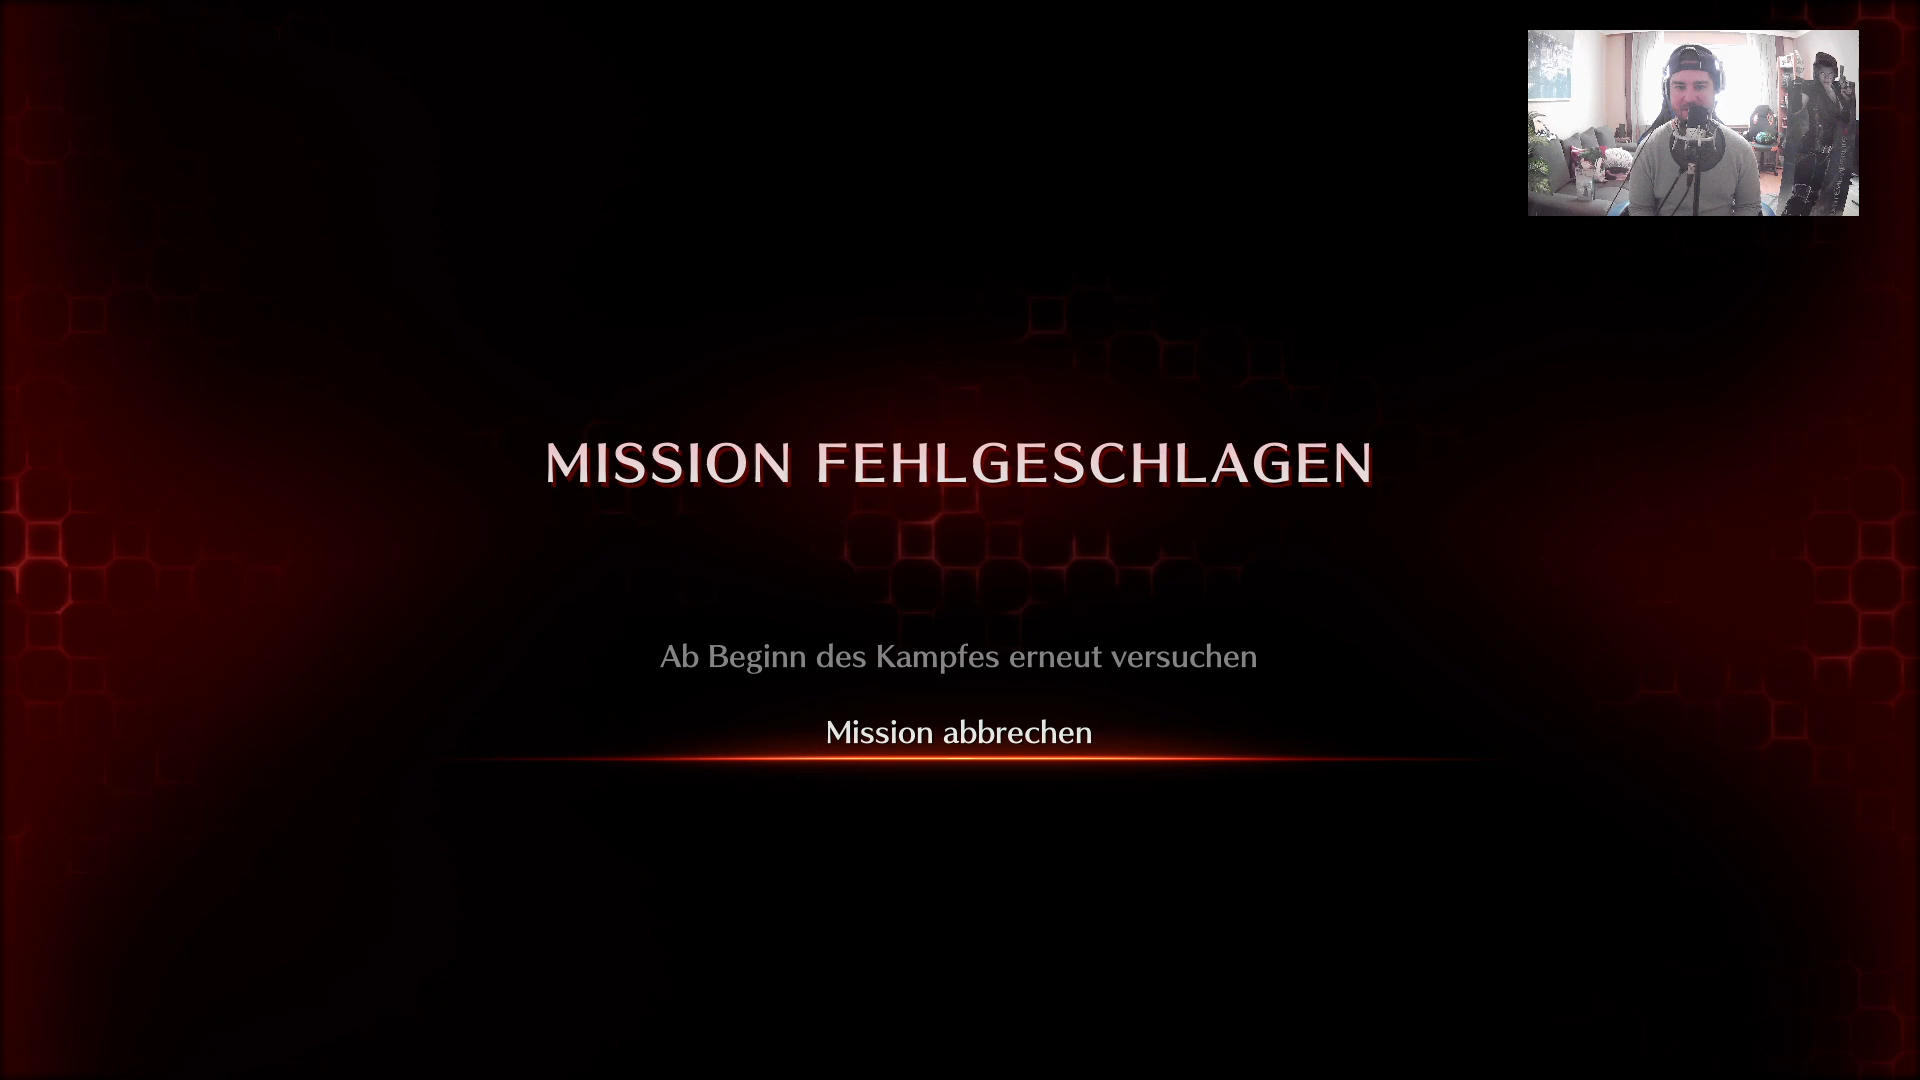 MISSION FEHLGESCHLAGEN
Ab Beginn des Kampfes erneut versuchen
Mission abbrechen